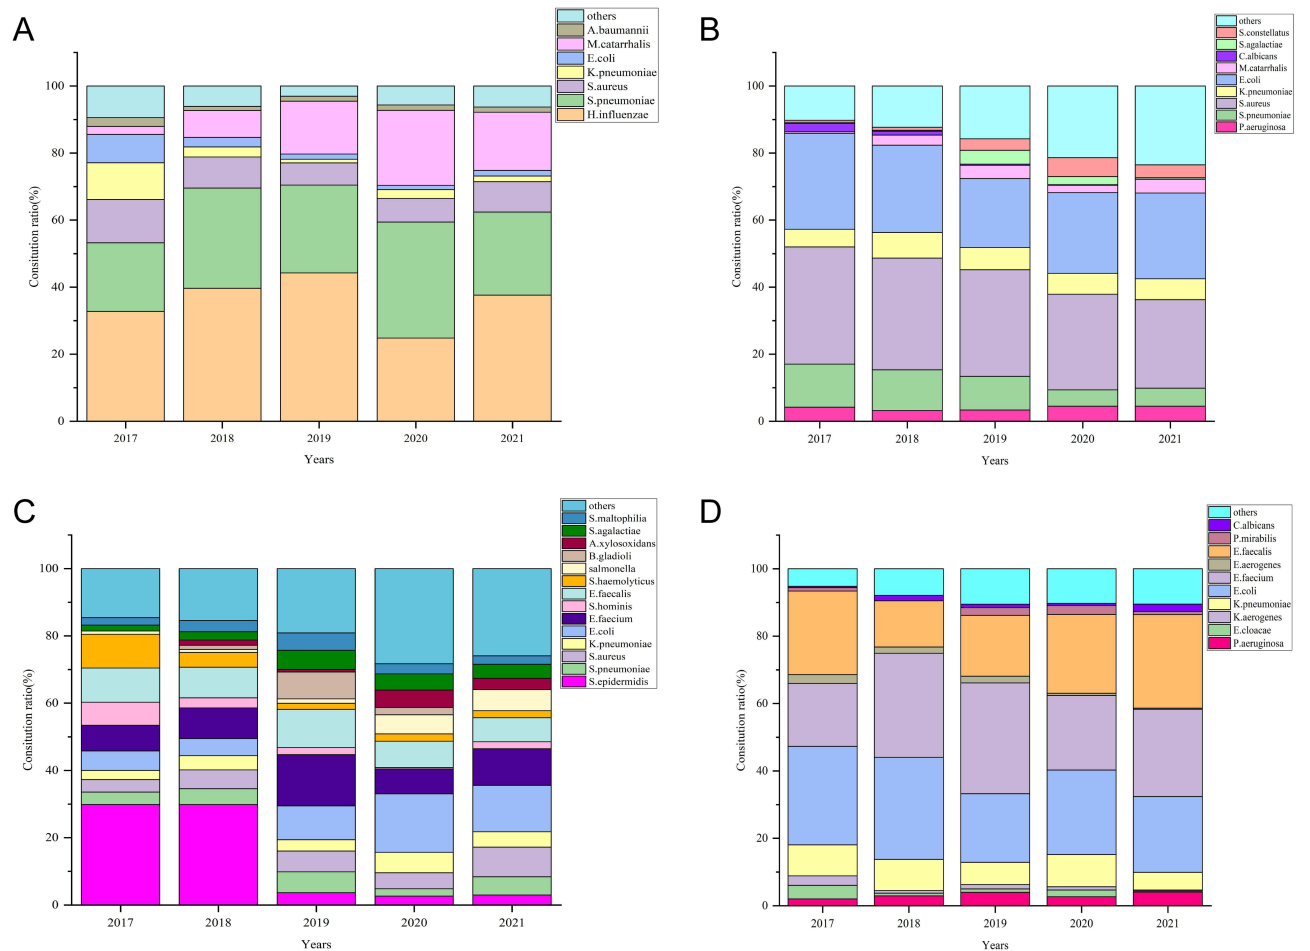 A
others
A.baumannii
M.catarrhalis
E.coli
K.pneumoniae
S.aureus
S.pneumoniae
H.influenzae
100
80
60
40
20
0
Consitution ratio(%)
2017 2018 2019 2020 2021
Years
B
others
S.constellatus
S.agalactiae
C.albicans
M.catarrhalis
E.coli
K.pneumoniae
S.aureus
S.pneumoniae
P.aeruginosa
100
80
60
40
20
0
Consitution ratio(%)
2017 2018 2019 2020 2021
Years
C
others
S.maltophilia
S.agalactiae
A.xylosoxidans
B.gladioli
salmonella
S.haemolyticus
E.faecalis
S.hominis
E.faecium
E.coli
K.pneumoniae
S.aureus
S.pneumoniae
S.epidermidis
100
80
60
40
20
0
Consitution ratio(%)
2017 2018 2019 2020 2021
Years
D
others
C.albicans
P.mirabilis
E.faecalis
E.aerogenes
E.faecium
E.coli
K.pneumoniae
K.aerogenes
E.cloacae
P.aeruginosa
100
80
60
40
20
0
Consitution ratio(%)
2017 2018 2019 2020 2021
Years